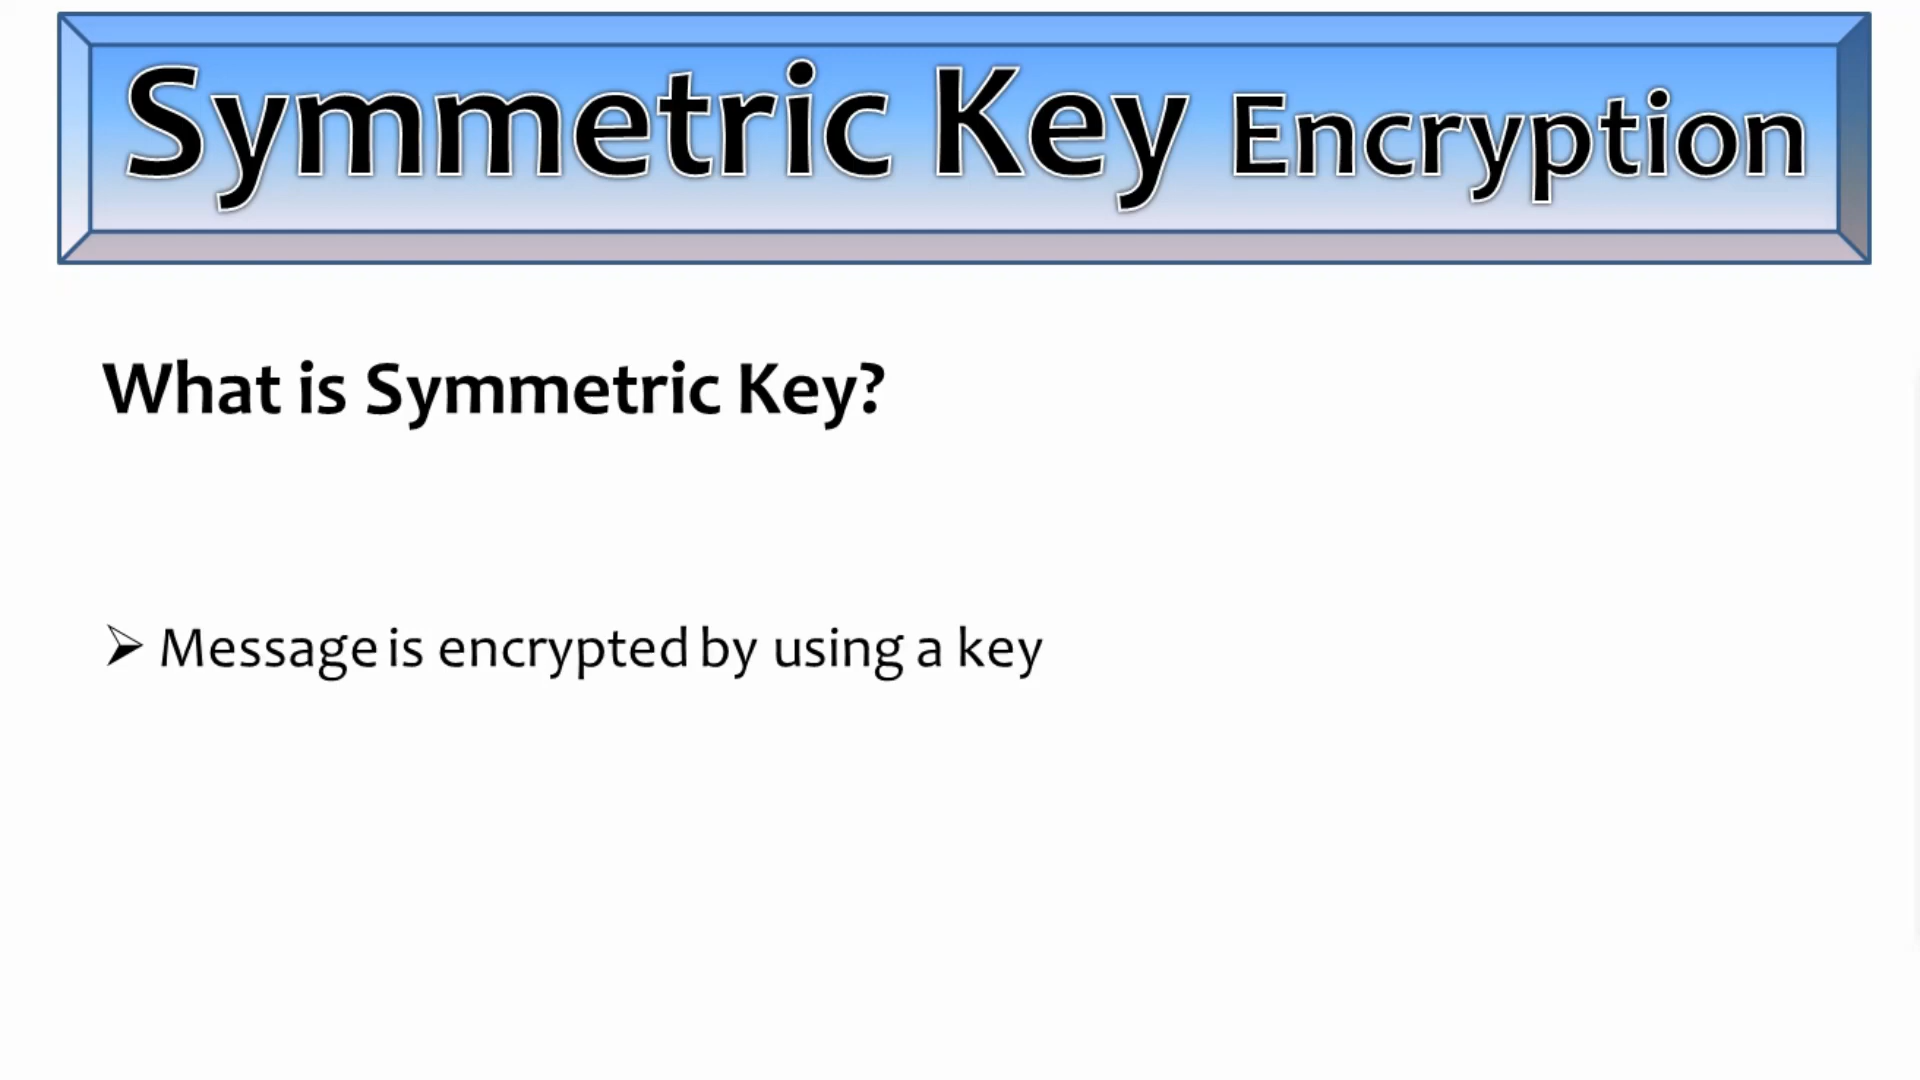 Symmetric Key Encryption
What is Symmetric Key?
Message is encrypted by using a key